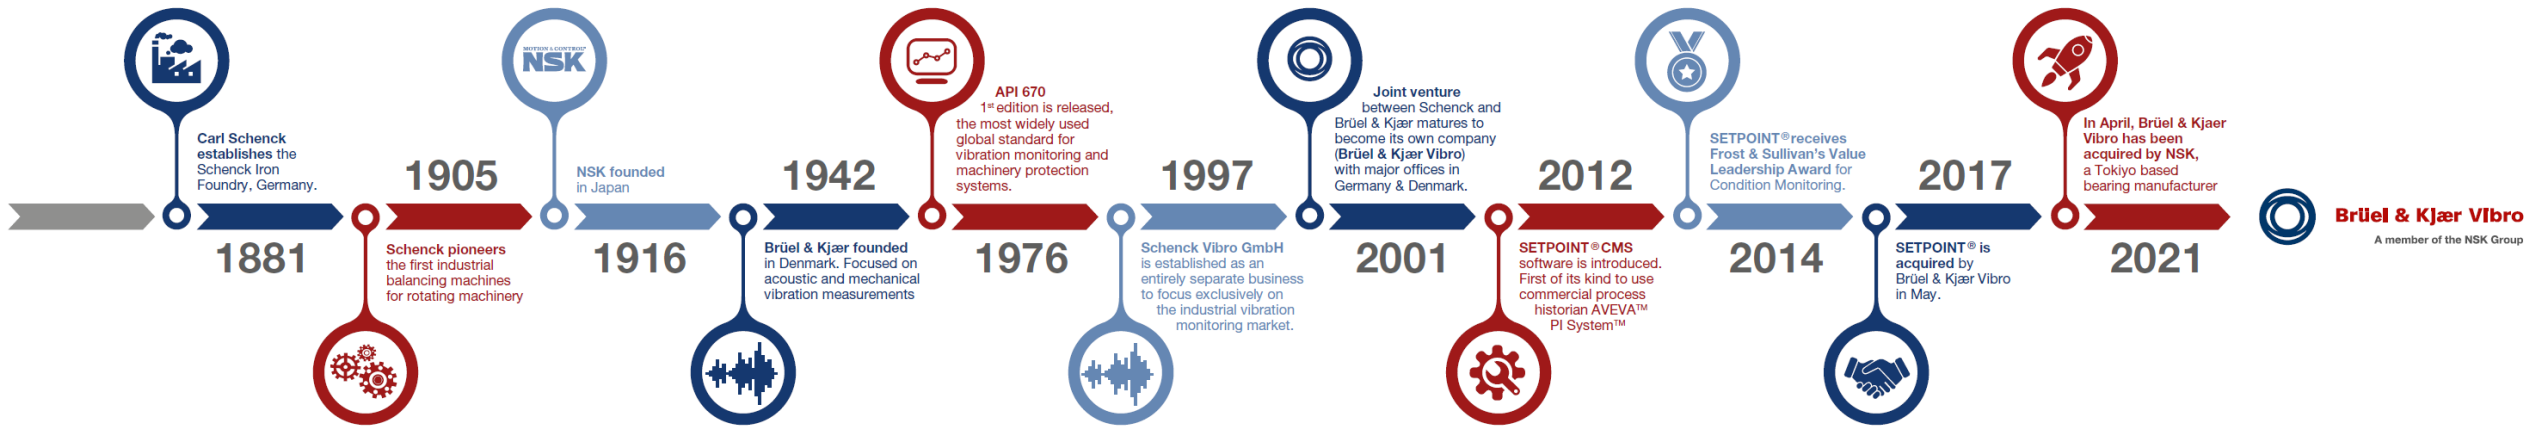 Carl Schenck
establishes the
Schenck Iron
Foundry, Germany.
1881
1905
Schenck pioneers
the first industrial
balancing machines
for rotating machinery
MOTION & CONTROL
NSK
NSK founded
in Japan
1916
1942
Brüel & Kjær founded
in Denmark. Focused on
acoustic and mechanical
vibration measurements
API 670
1st edition is released,
the most widely used
global standard for
vibration monitoring and
machinery protection
systems.
1976
1997
Schenck Vibro GmbH
is established as an
entirely separate business
to focus exclusively on
the industrial vibration
monitoring market.
Joint venture
between Schenck and
Brüel & Kjær matures to
become its own company
(Brüel & Kjær Vibro)
with major offices in
Germany & Denmark.
2001
2012
SETPOINT® CMS
software is introduced.
First of its kind to use
commercial process
historian AVEVA™
PI System™
SETPOINT® receives
Frost & Sullivan's Value
Leadership Award for
Condition Monitoring.
2014
2017
SETPOINT® is
acquired by
Brüel & Kjær Vibro
in May.
In April, Brüel & Kjaer
Vibro has been
acquired by NSK,
a Tokiyo based
bearing manufacturer
2021
Brüel & Kjær Vibro
A member of the NSK Group